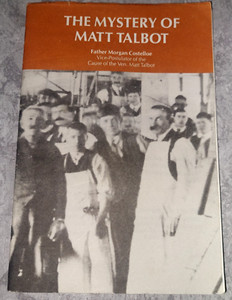 THE MYSTERY OF
MATT TALBOT
Father Morgan Costelloe
Vice-Postulator of the
Cause of the Ven. Matt Talbot